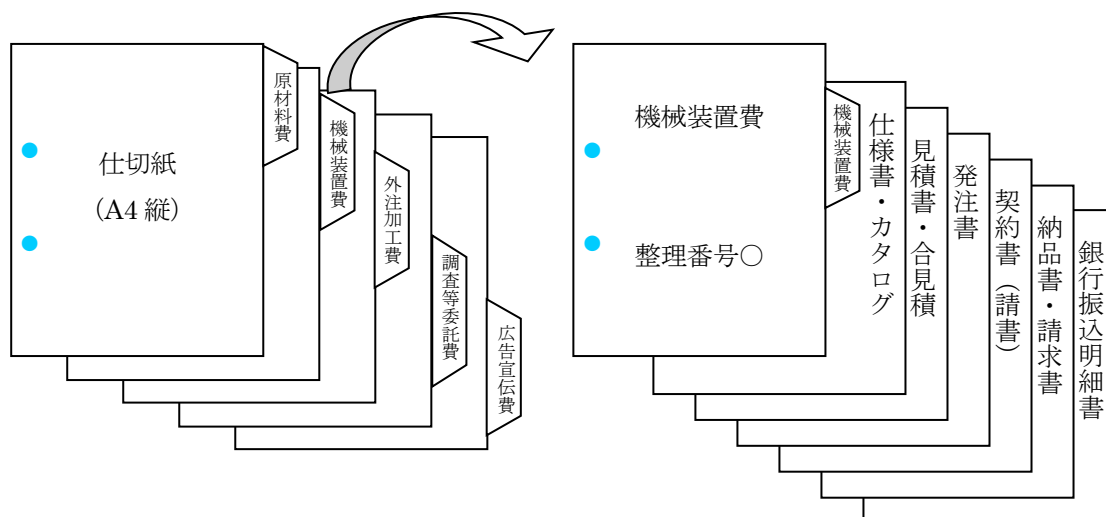 仕切紙
(A4 縦)
原材料費
機械装置費
外注加工費
調査等委託費
広告宣伝費
機械装置費
整理番号○
機械装置費
仕様書・カタログ
見積書・合見積
発注書
契約書（請書）
納品書・請求書
銀行振込明細書